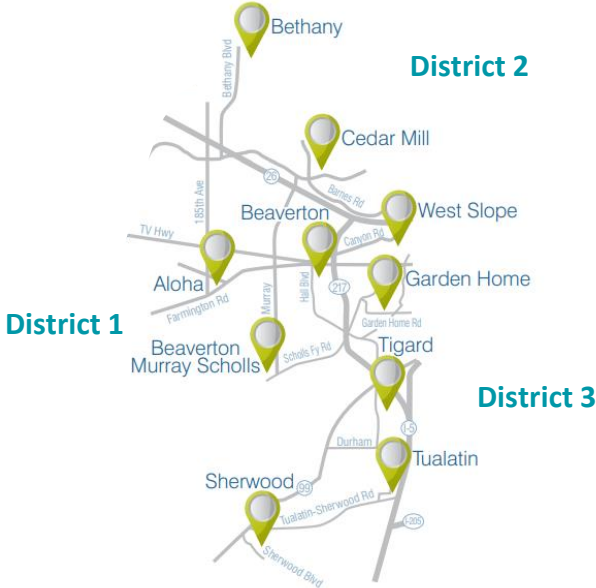 Bethany
District 2
Bethany Blvd
Cedar Mill
26
Barnes Rd
185th Ave
Beaverton
West Slope
TV Hwy
Canyon Rd
Aloha
Garden Home
217
Hall Blvd
Murray
Farmington Rd
District 1
Garden Home Rd
Beaverton
Murray Scholls
Scholls Fy Rd
Tigard
District 3
I-5
Durham
Tualatin
Sherwood
99
Tualatin-Sherwood Rd
I-205
Sherwood Blvd